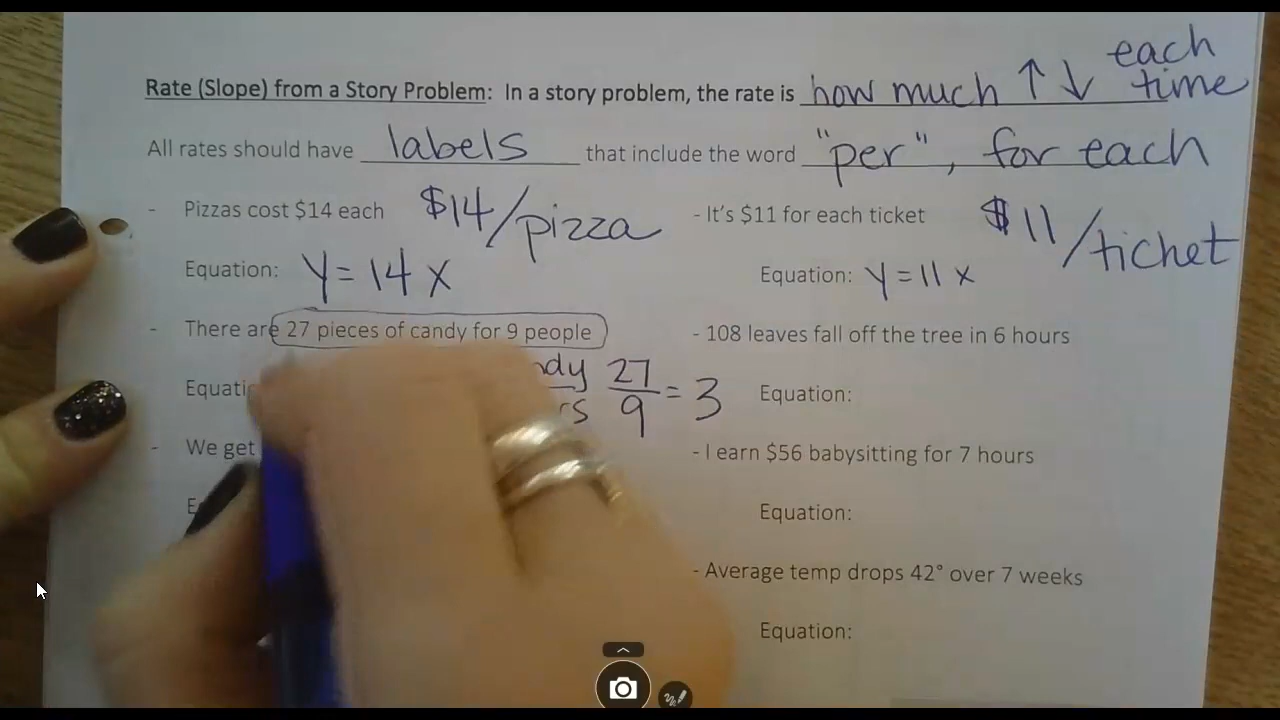 Rate (Slope) from a Story Problem: In a story problem, the rate is how much ↑ ↓ each time
All rates should have labels that include the word "per", for each
- Pizzas cost $14 each $14/pizza
- It's $11 for each ticket $11/ticket
Equation: y = 14 x
Equation: y = 11 x
- There are 27 pieces of candy for 9 people
- 108 leaves fall off the tree in 6 hours
27/9 = 3
Equation:
- We get
- I earn $56 babysitting for 7 hours
Equation:
- Average temp drops 42° over 7 weeks
Equation: